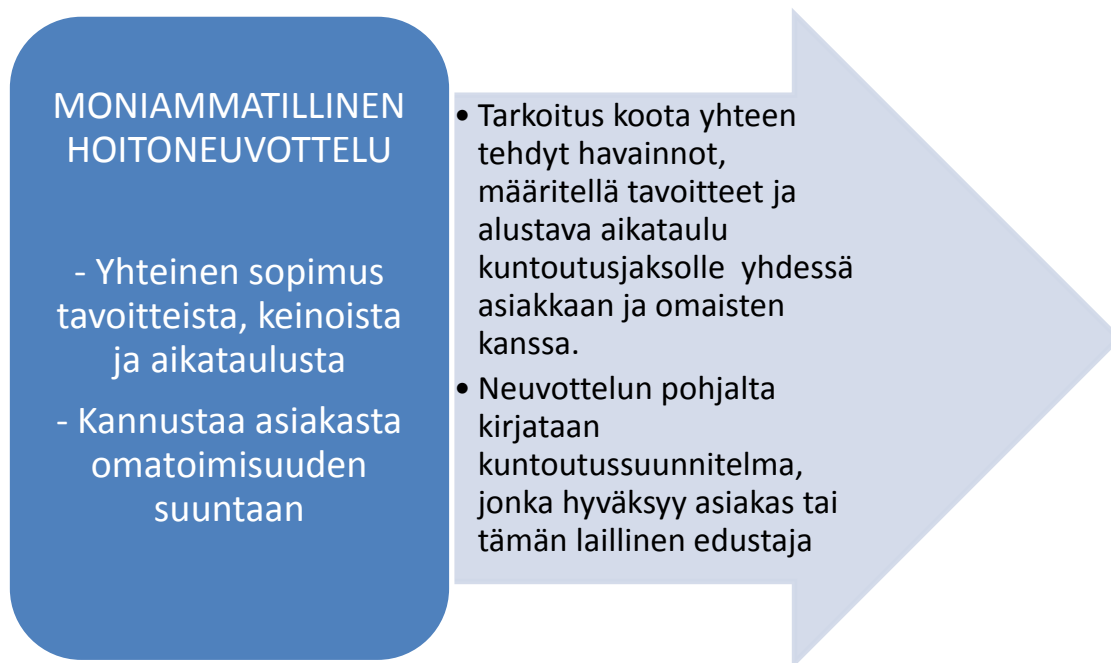 MONIAMMATILLINEN
HOITONEUVOTTELU
- Yhteinen sopimus
tavoitteista, keinoista
ja aikataulusta
- Kannustaa asiakasta
omatoimisuuden
suuntaan
• Tarkoitus koota yhteen
tehdyt havainnot,
määritellä tavoitteet ja
alustava aikataulu
kuntoutusjaksolle yhdessä
asiakkaan ja omaisten
kanssa.
• Neuvottelun pohjalta
kirjataan
kuntoutussuunnitelma,
jonka hyväksyy asiakas tai
tämän laillinen edustaja